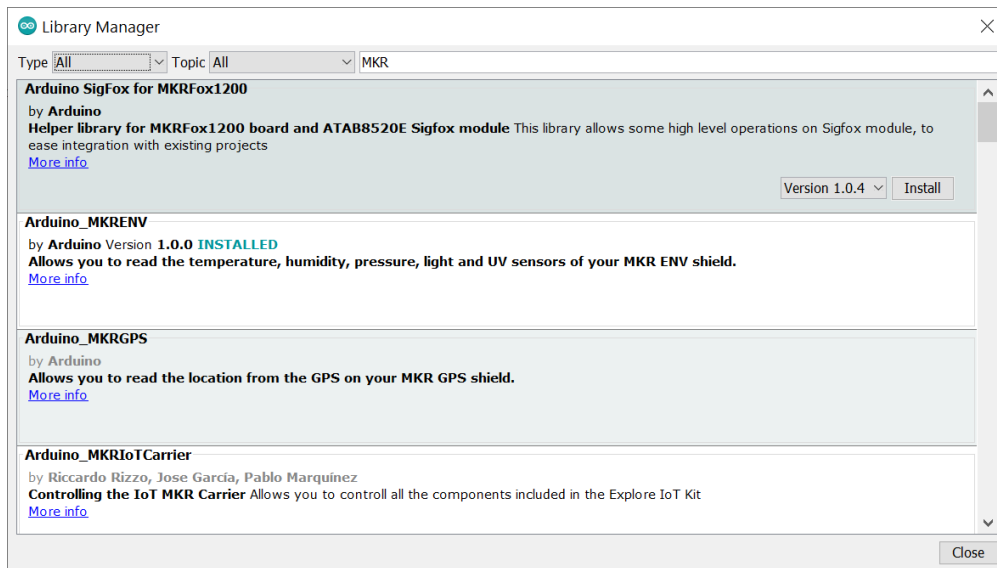 Library Manager
Type All Topic All MKR
Arduino SigFox for MKRFox1200
by Arduino
Helper library for MKRFox1200 board and ATAB8520E Sigfox module This library allows some high level operations on Sigfox module, to
ease integration with existing projects
More info
Version 1.0.4 Install
Arduino_MKRENV
by Arduino Version 1.0.0 INSTALLED
Allows you to read the temperature, humidity, pressure, light and UV sensors of your MKR ENV shield.
More info
Arduino_MKRGPS
by Arduino
Allows you to read the location from the GPS on your MKR GPS shield.
More info
Arduino_MKRIoTCarrier
by Riccardo Rizzo, Jose García, Pablo Marquínez
Controlling the IoT MKR Carrier Allows you to controll all the components included in the Explore IoT Kit
More info
Close